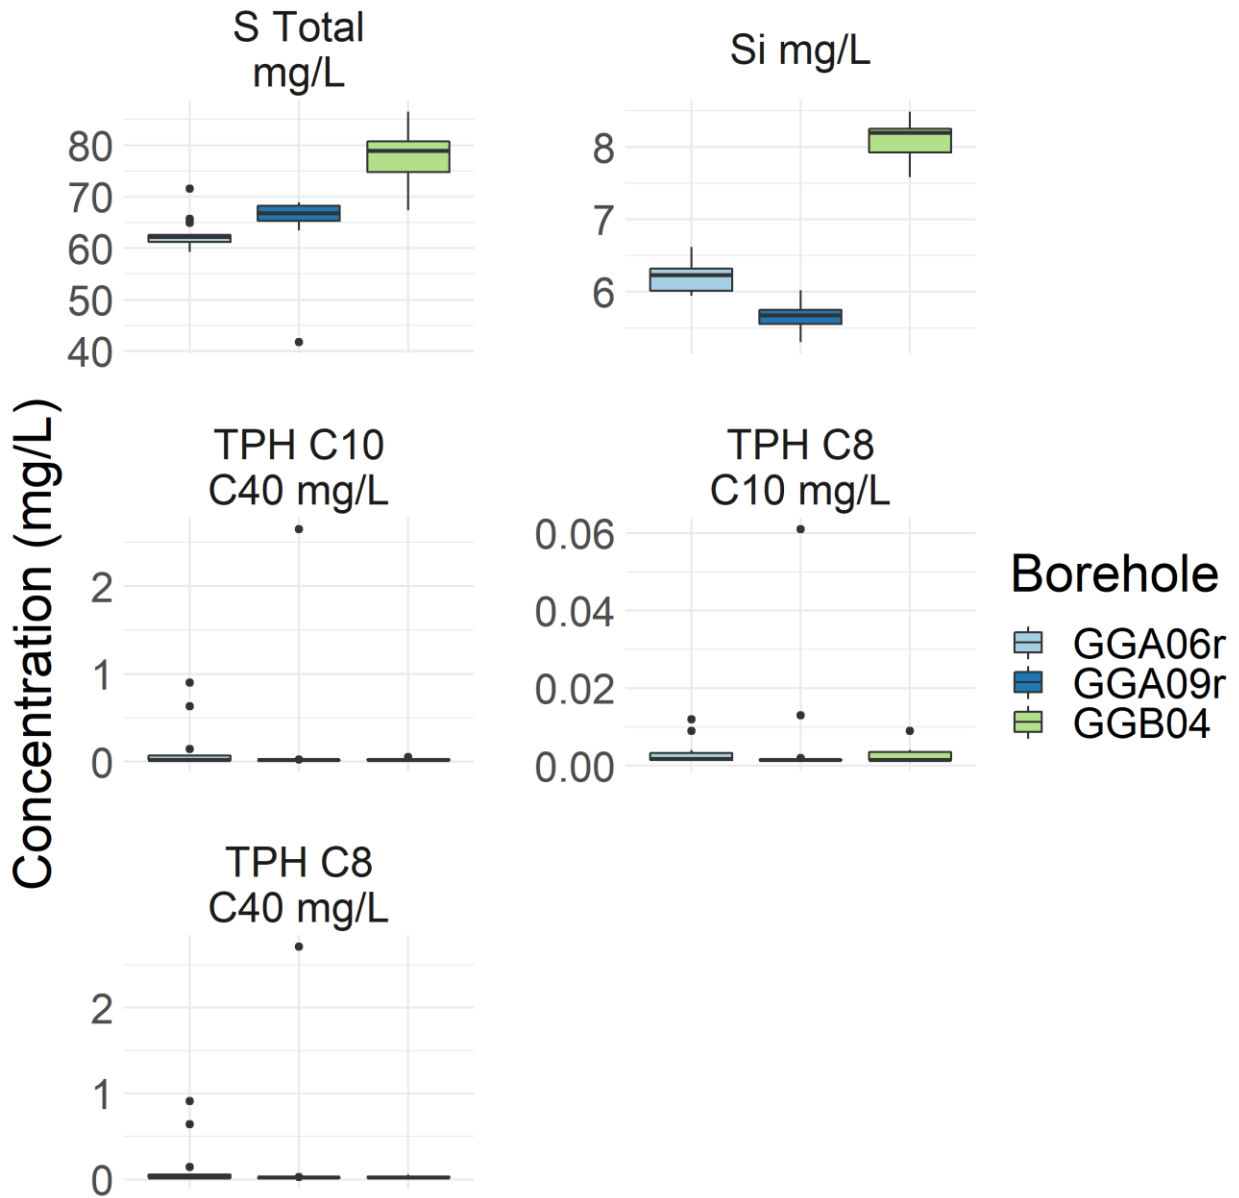 S Total
mg/L
80
70
60
50
40
Si mg/L
8
7
6
Concentration (mg/L)
TPH C10
C40 mg/L
2
1
0
TPH C8
C10 mg/L
0.06
0.04
0.02
0.00
TPH C8
C40 mg/L
2
1
0
Borehole
GGA06r
GGA09r
GGB04